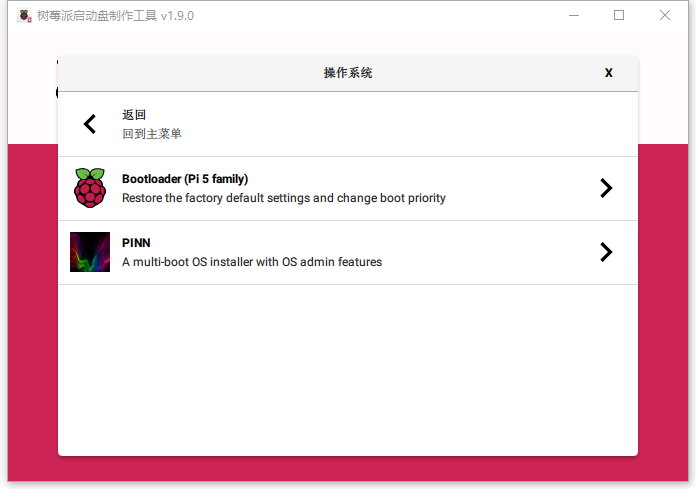 树莓派启动盘制作工具 v1.9.0
操作系统
X
返回
回到主菜单
Bootloader (Pi 5 family)
Restore the factory default settings and change boot priority
PINN
A multi-boot OS installer with OS admin features